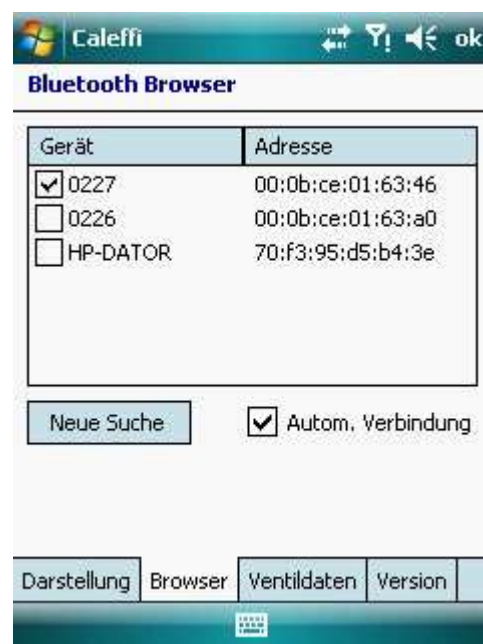 Caleffi ok
Bluetooth Browser
Gerät Adresse
0227 00:0b:ce:01:63:46
0226 00:0b:ce:01:63:a0
HP-DATOR 70:f3:95:d5:b4:3e
Neue Suche Autom. Verbindung
Darstellung Browser Ventildaten Version